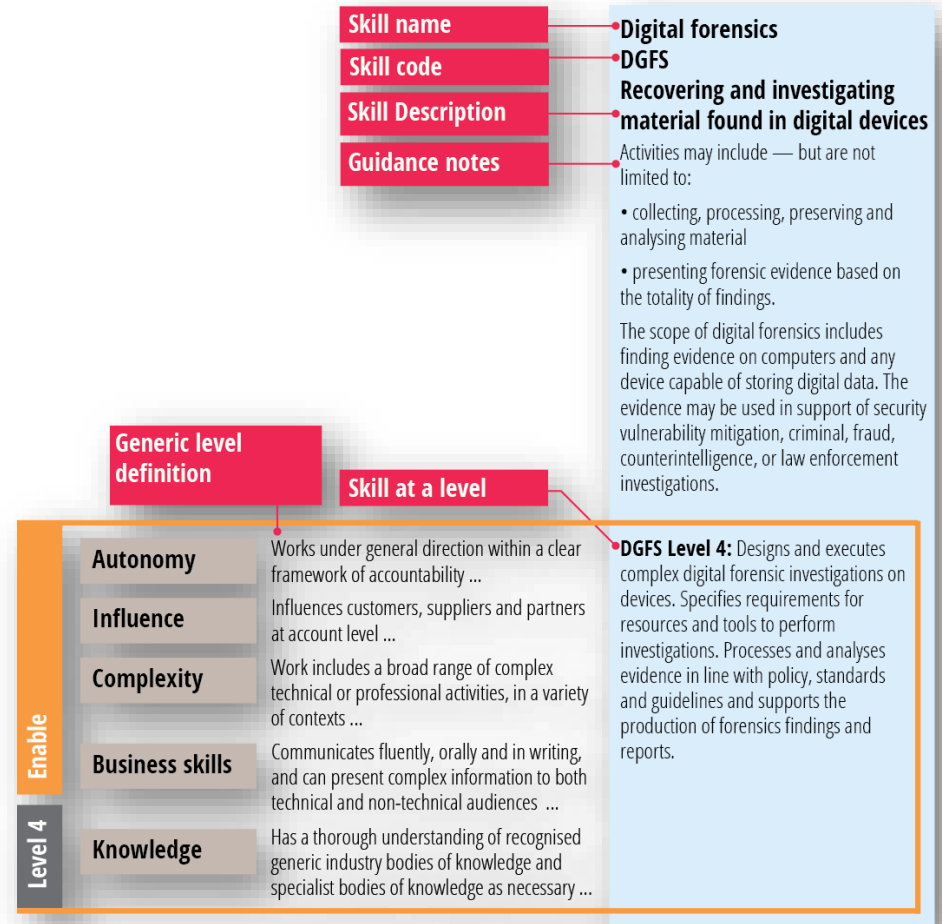 Skill name
Skill code
Skill Description
Guidance notes
Digital forensics
DGFS
Recovering and investigating
material found in digital devices
Activities may include — but are not
limited to:
• collecting, processing, preserving and
analysing material
• presenting forensic evidence based on
the totality of findings.
The scope of digital forensics includes
finding evidence on computers and any
device capable of storing digital data. The
evidence may be used in support of security
vulnerability mitigation, criminal, fraud,
counterintelligence, or law enforcement
investigations.
Generic level
definition
Skill at a level
Enable
Level 4
Autonomy
Works under general direction within a clear
framework of accountability ...
Influence
Influences customers, suppliers and partners
at account level ...
Complexity
Work includes a broad range of complex
technical or professional activities, in a variety
of contexts ...
Business skills
Communicates fluently, orally and in writing,
and can present complex information to both
technical and non-technical audiences ...
Knowledge
Has a thorough understanding of recognised
generic industry bodies of knowledge and
specialist bodies of knowledge as necessary ...
DGFS Level 4: Designs and executes
complex digital forensic investigations on
devices. Specifies requirements for
resources and tools to perform
investigations. Processes and analyses
evidence in line with policy, standards
and guidelines and supports the
production of forensics findings and
reports.